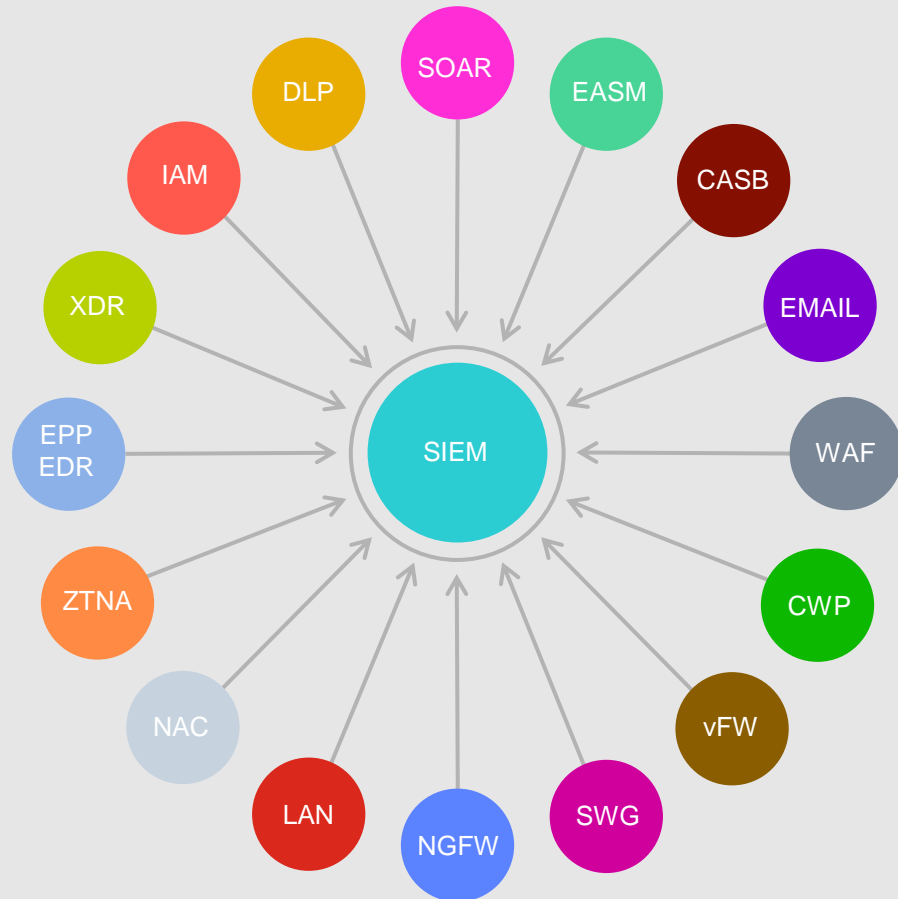 SOAR
DLP
EASM
IAM
CASB
XDR
EMAIL
EPP
EDR
SIEM
WAF
ZTNA
CWP
NAC
vFW
LAN
SWG
NGFW